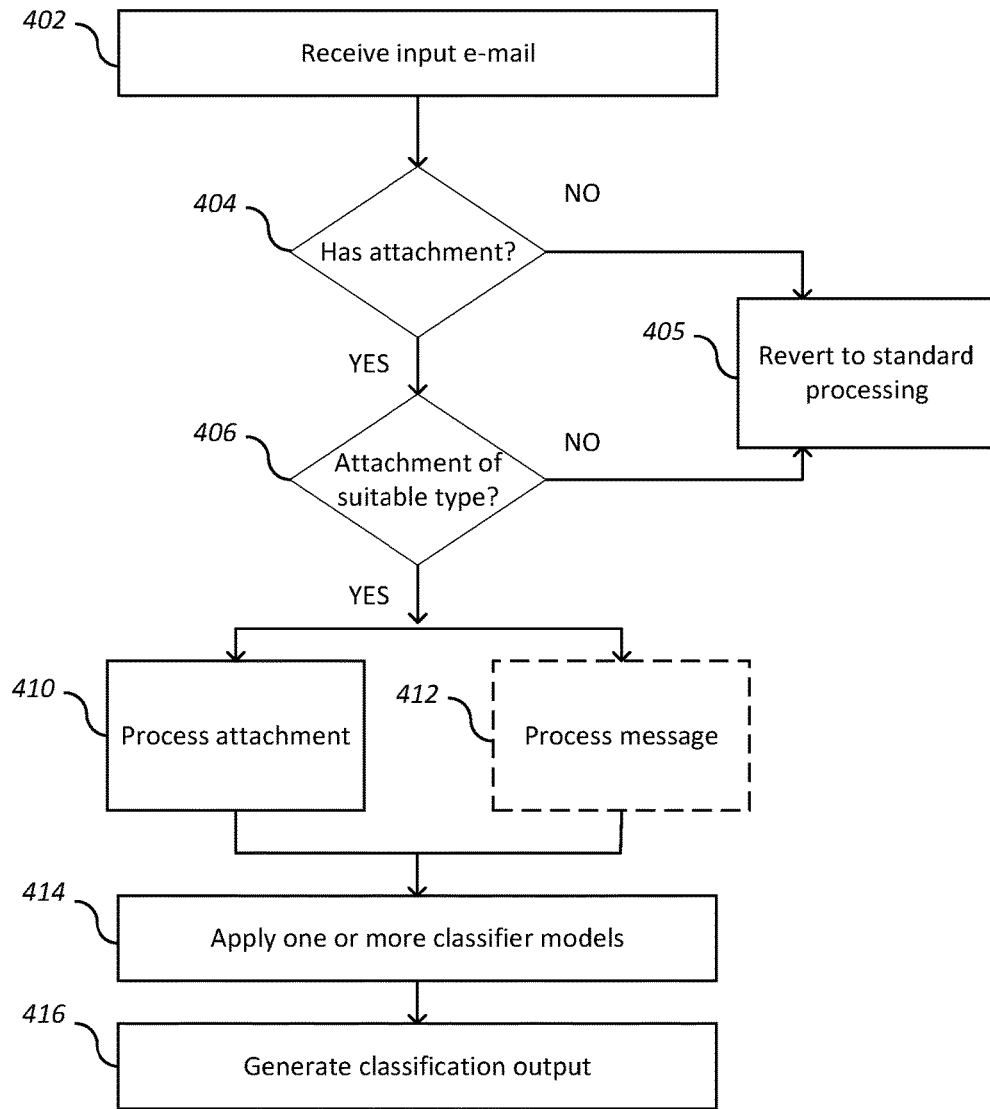 402
Receive input e-mail
404
Has attachment?
NO
YES
405
Revert to standard
processing
406
Attachment of
suitable type?
NO
YES
410
Process attachment
412
Process message
414
Apply one or more classifier models
416
Generate classification output